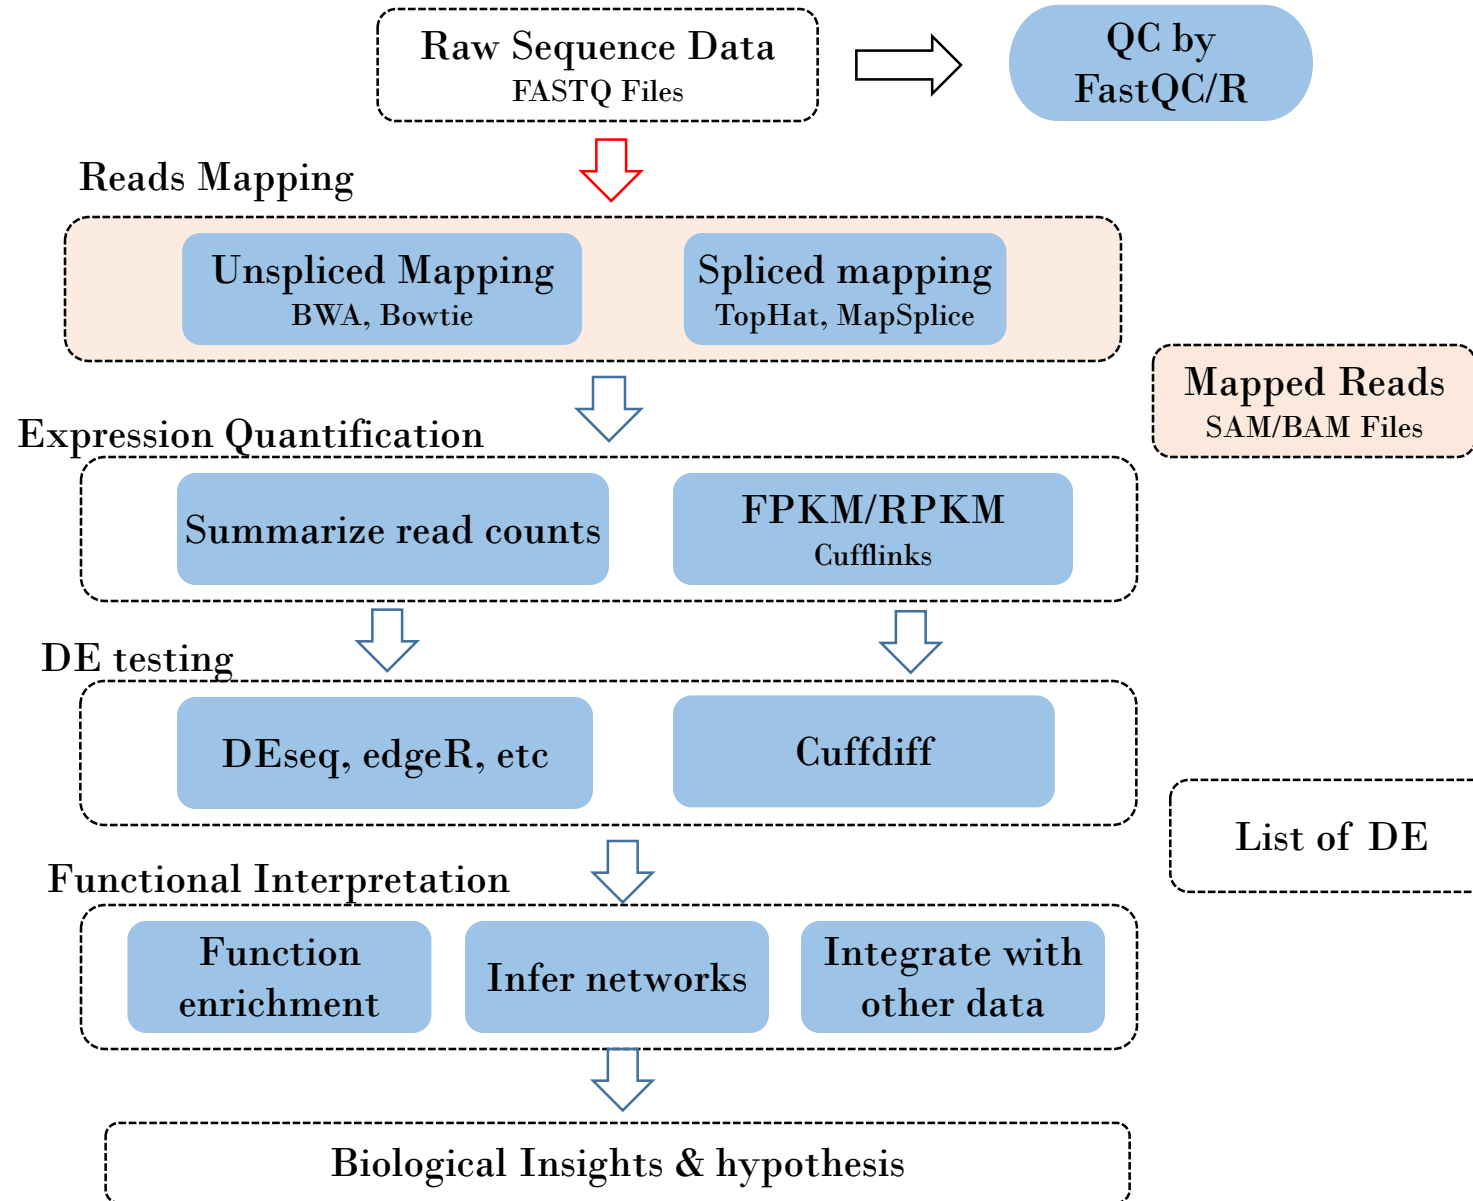 Raw Sequence Data
FASTQ Files
QC by
FastQC/R
Reads Mapping
Unspliced Mapping
BWA, Bowtie
Spliced mapping
TopHat, MapSplice
Mapped Reads
SAM/BAM Files
Expression Quantification
Summarize read counts
FPKM/RPKM
Cufflinks
DE testing
DEseq, edgeR, etc
Cuffdiff
List of DE
Functional Interpretation
Function
enrichment
Infer networks
Integrate with
other data
Biological Insights & hypothesis